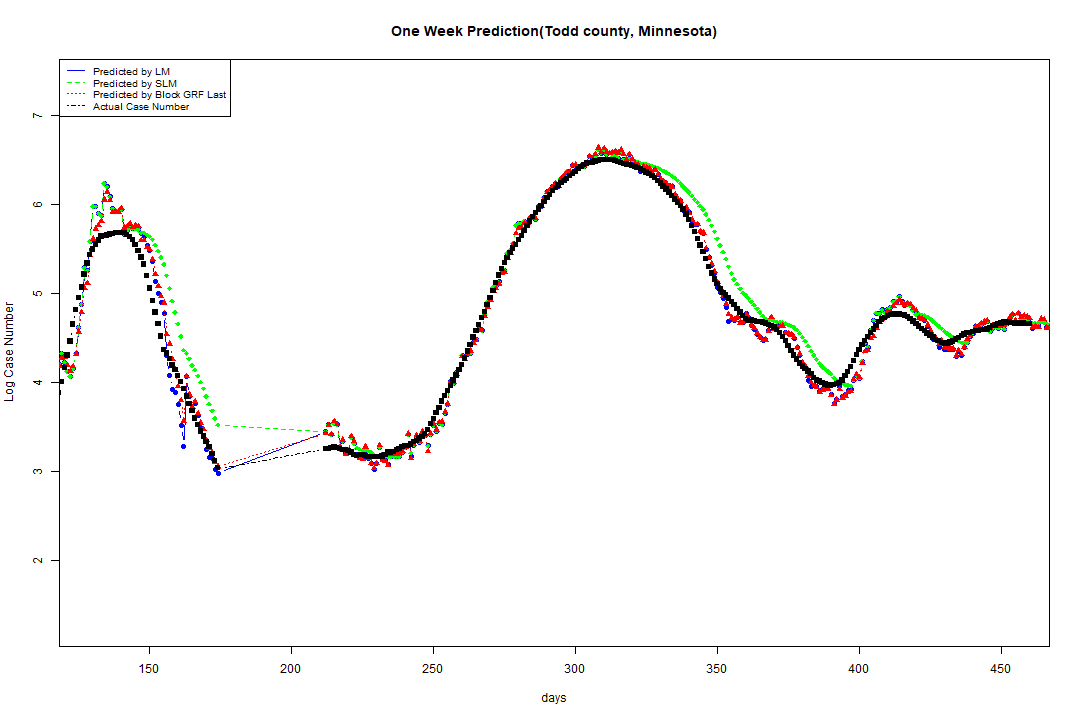 One Week Prediction(Todd county, Minnesota)
Predicted by LM
Predicted by SLM
Predicted by Block GRF Last
Actual Case Number
Log Case Number
7
6
5
4
3
2
150 200 250 300 350 400 450
days